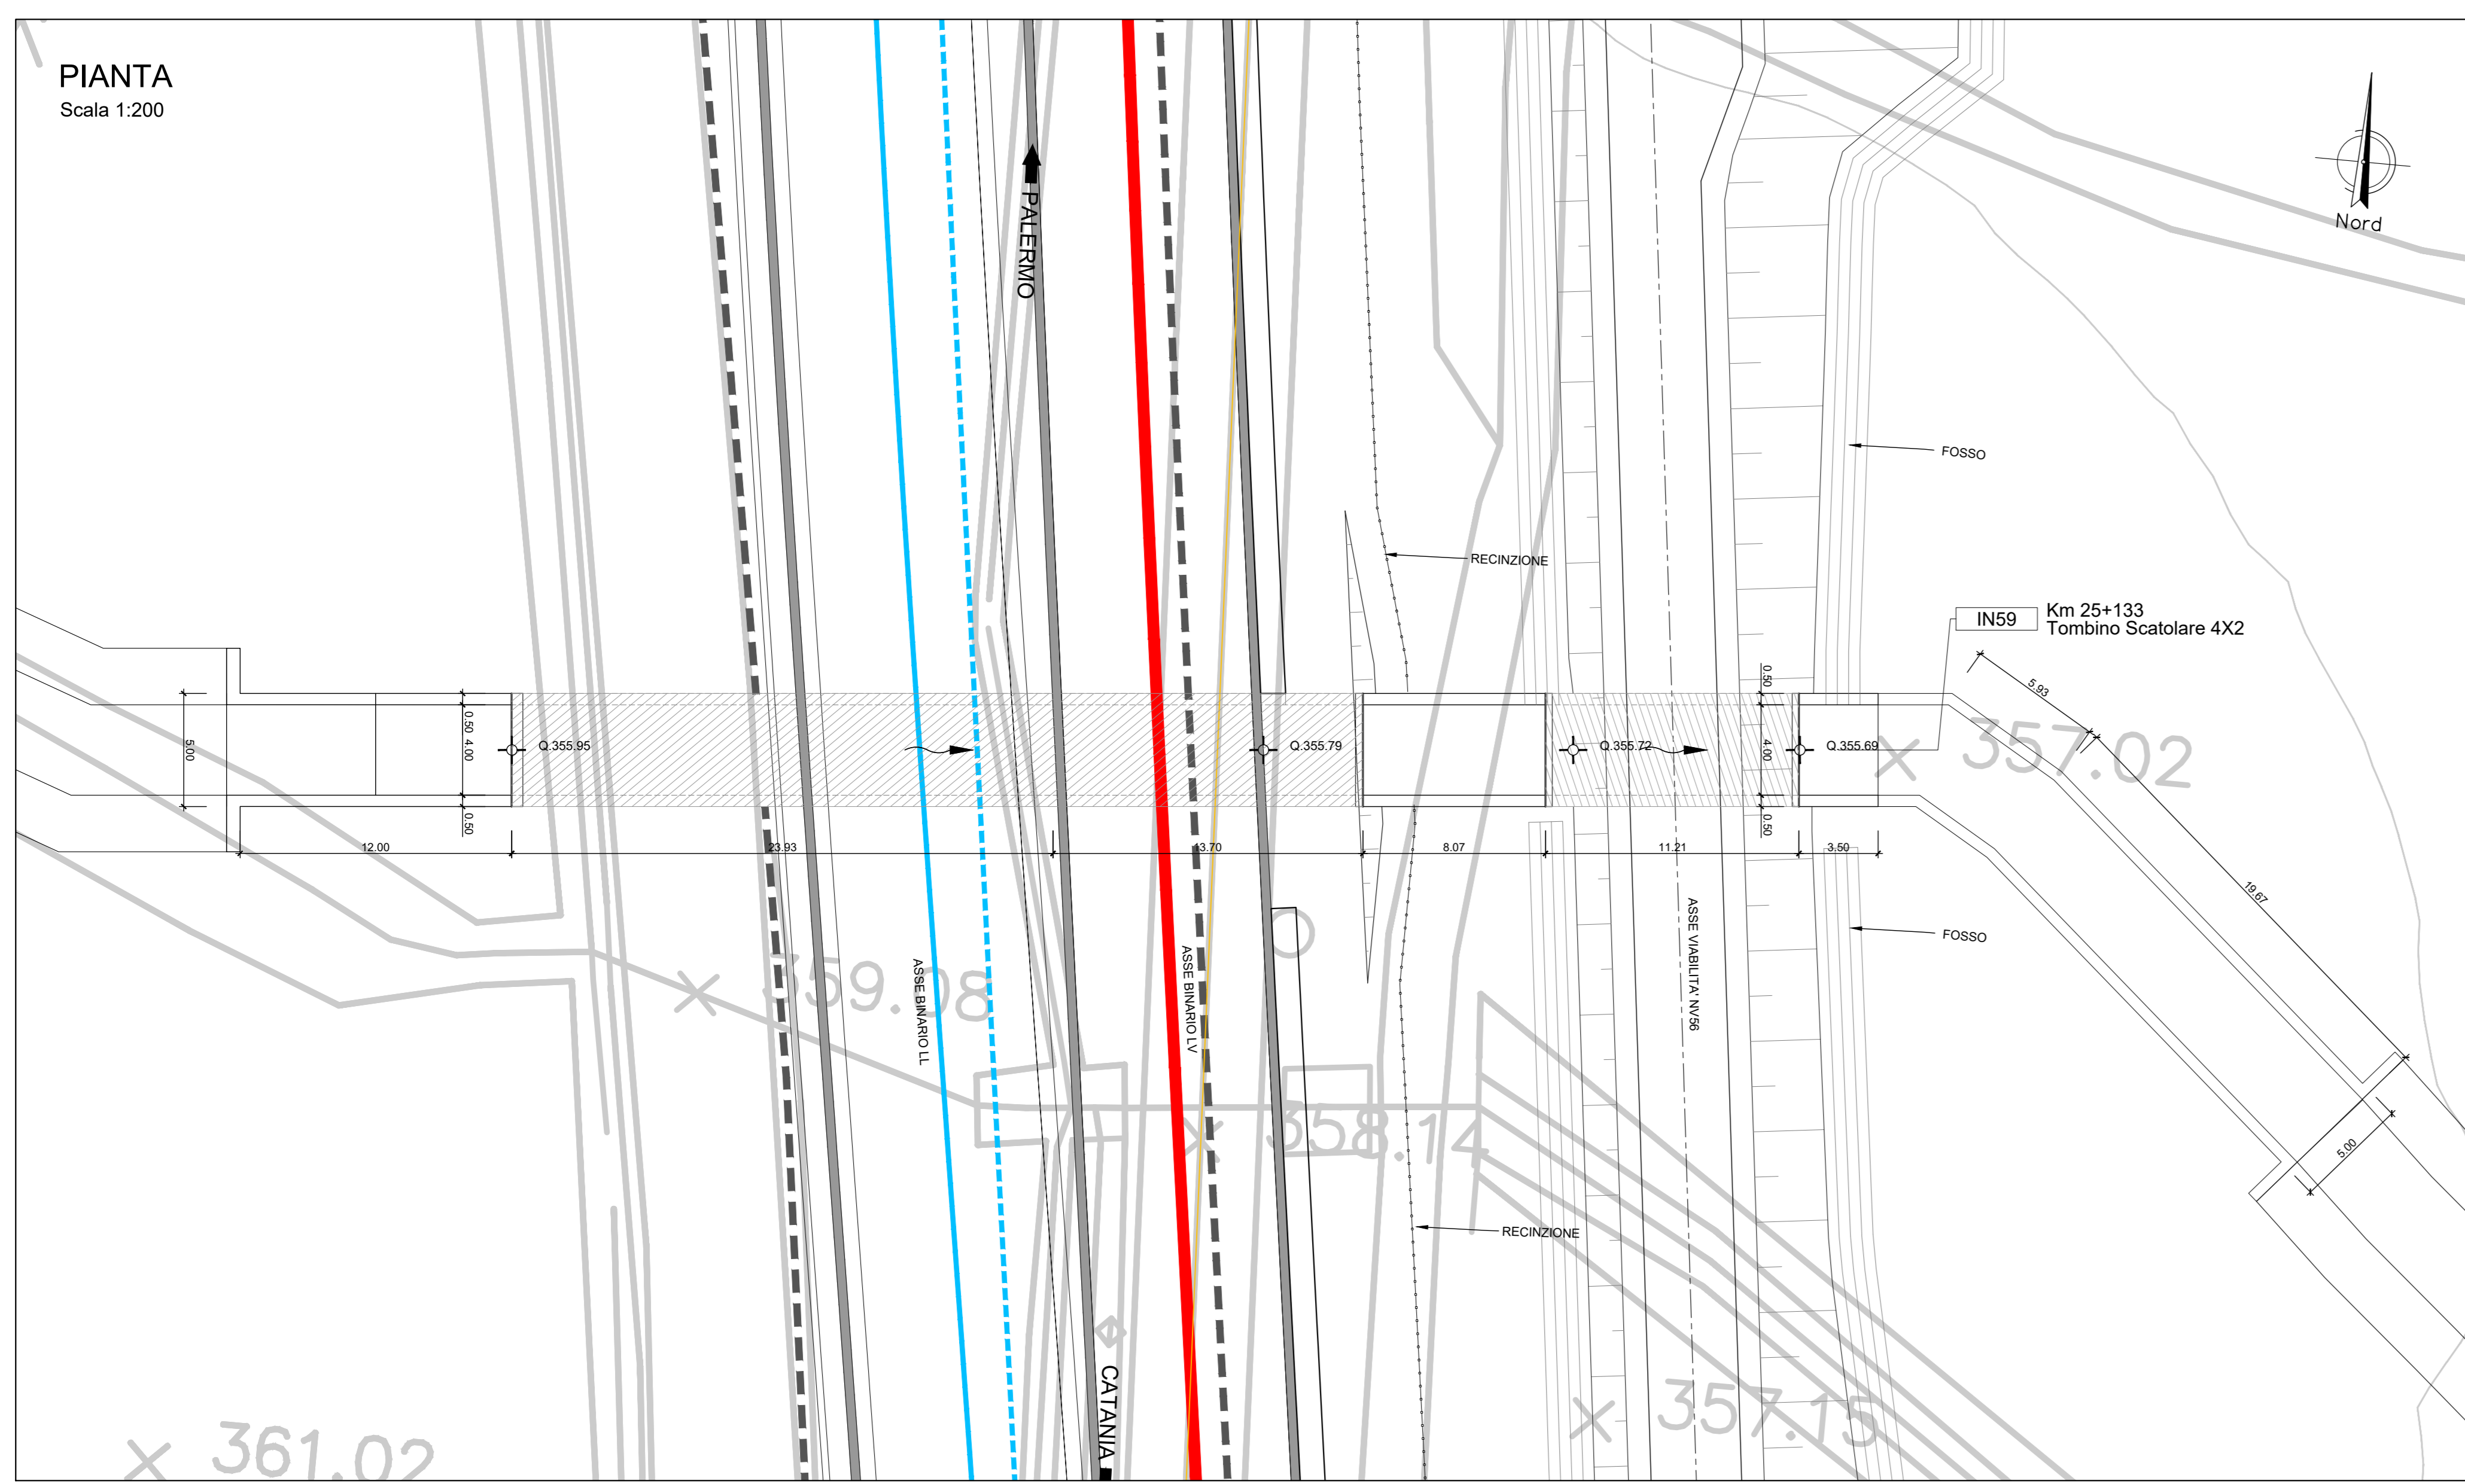 PIANTA
Scala 1:200
Nord
PALERMO
FOSSO
RECINZIONE
IN59
Km 25+133
Tombino Scatolare 4X2
5.93
0.50
5.00
0.50
4.00
0.50
Q.355.95
Q.355.79
Q.355.72
4.00
0.50
Q.355.69
357.02
12.00
23.93
13.70
8.07
11.21
3.50
19.67
ASSE BINARIO LL
ASSE BINARIO LV
ASSE VIABILITA' NV56
FOSSO
359.08
358.14
5.00
RECINZIONE
CATANIA
357.15
361.02